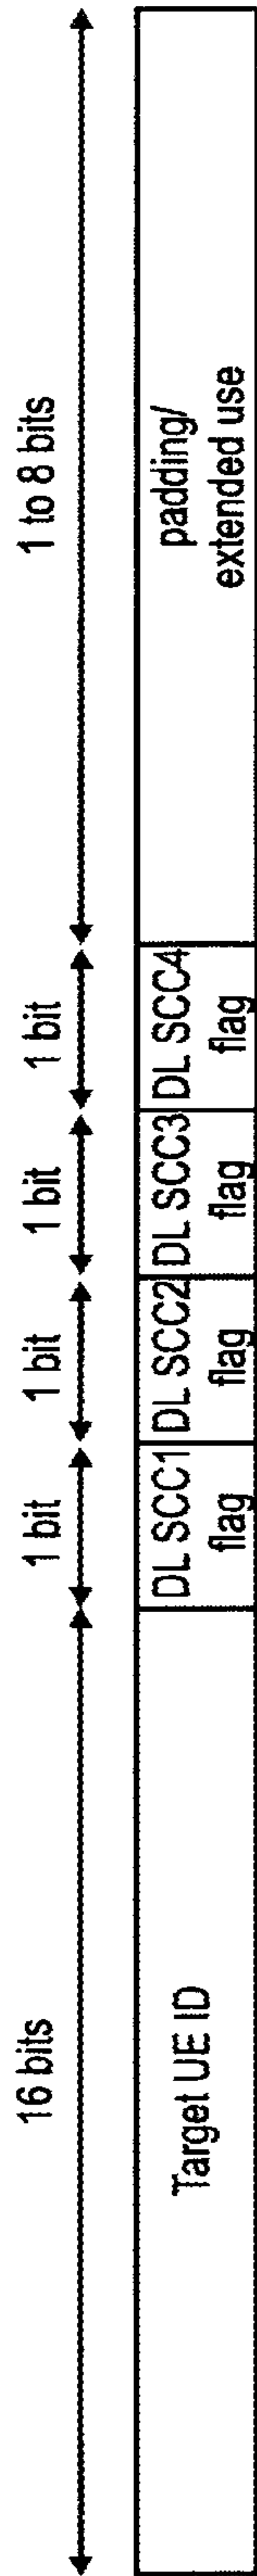 16 bits
1 bit
1 bit
1 bit
1 bit
1 to 8 bits
Target UE ID
DL SCC1
flag
DL SCC2
flag
DL SCC3
flag
DL SCC4
flag
padding/
extended use